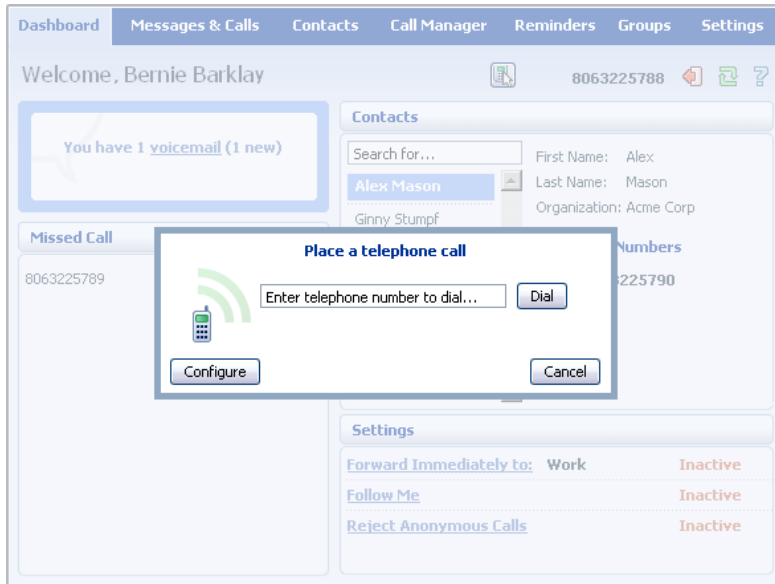 Dashboard Messages & Calls Contacts Call Manager Reminders Groups Settings
Welcome, Bernie Barklay 8063225788
You have 1 voicemail (1 new)
Missed Call
8063225789
Contacts
Search for...
Alex Mason
Ginny Stumpf
First Name: Alex
Last Name: Mason
Organization: Acme Corp
Numbers
225790
Place a telephone call
Enter telephone number to dial... Dial
Configure Cancel
Settings
Forward Immediately to: Work Inactive
Follow Me Inactive
Reject Anonymous Calls Inactive